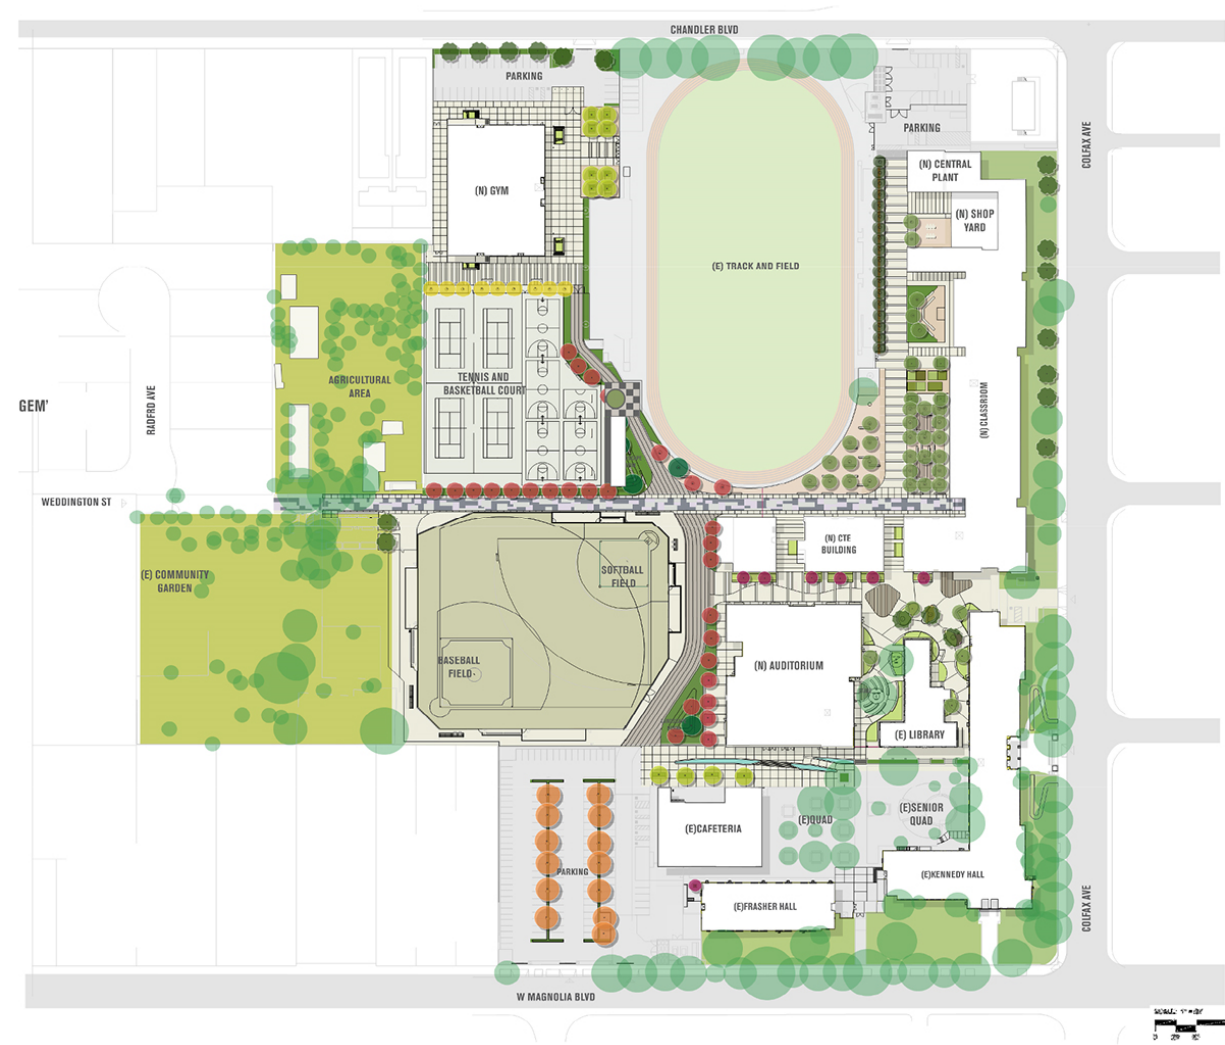 CHANDLER BLVD
PARKING
COLFAX AVE
PARKING
(N) CENTRAL
PLANT
(N) GYM
(N) SHOP
YARD
(E) TRACK AND FIELD
AGRICULTURAL
AREA
TENNIS AND
BASKETBALL COURT
RADFRD AVE
GEM'
(N) CLASSROOM
WEDDINGTON ST
(N) CTE
BUILDING
(E) COMMUNITY
GARDEN
SOFTBALL
FIELD
BASEBALL
FIELD
(N) AUDITORIUM
(E) LIBRARY
(E)CAFETERIA
(E)QUAD
(E)SENIOR
QUAD
PARKING
(E)KENNEDY HALL
(E)FRASHER HALL
COLFAX AVE
W MAGNOLIA BLVD